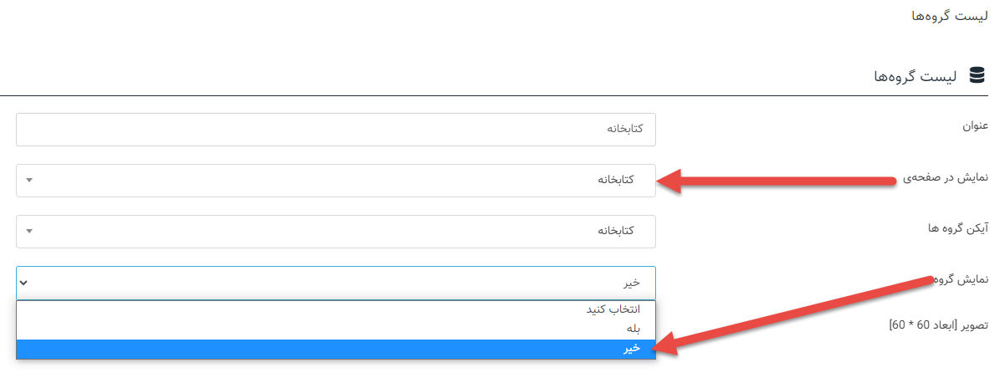 لیست گروه‌ها
لیست گروه‌ها
عنوان
کتابخانه
نمایش در صفحه‌ی
کتابخانه
آیکن گروه ها
کتابخانه
نمایش گروه
خیر
انتخاب کنید
بله
خیر
تصویر [ابعاد 60 * 60]